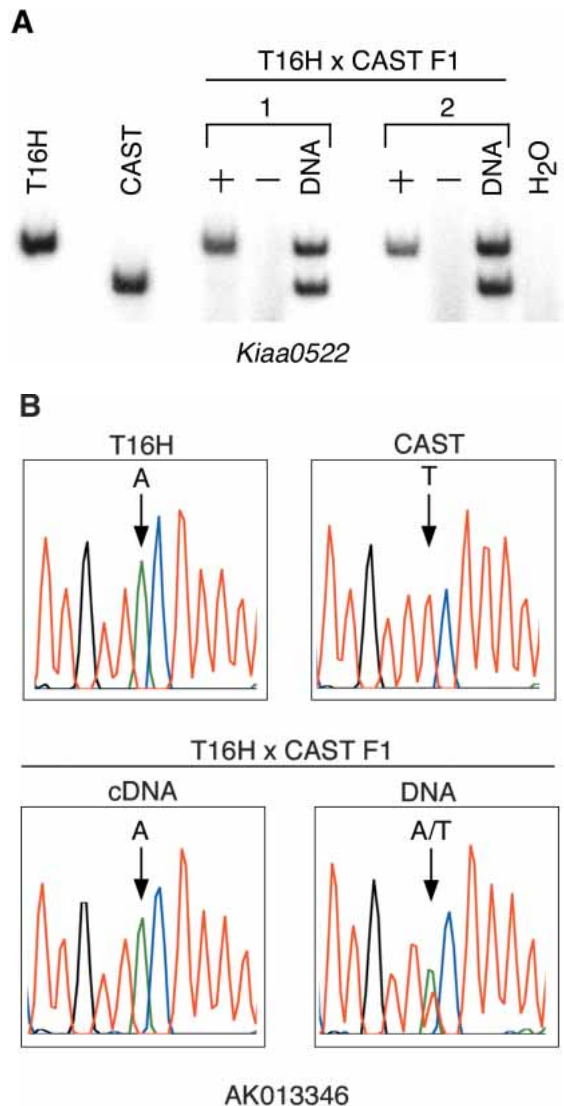 A
T16H x CAST F1
1 2
T16H CAST + − DNA + − DNA H₂O
Kiaa0522
B
T16H CAST
A T
T16H x CAST F1
cDNA DNA
A A/T
AK013346